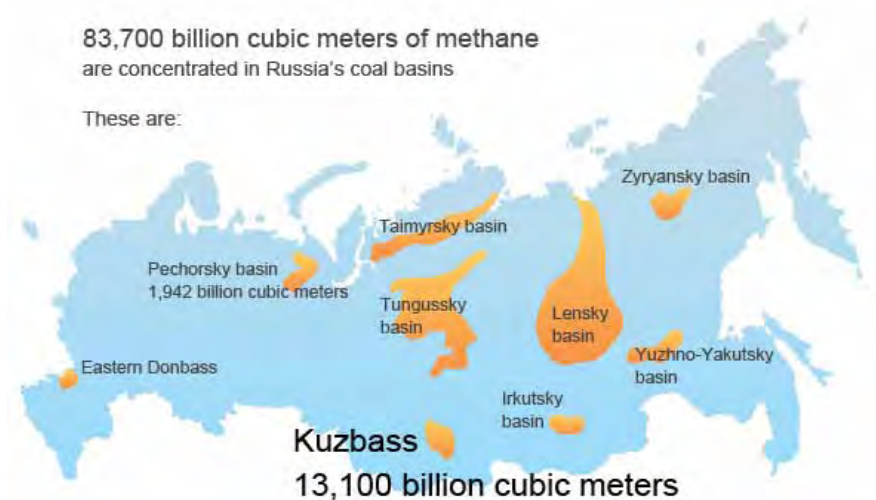 83,700 billion cubic meters of methane
are concentrated in Russia's coal basins
These are:
Zyryansky basin
Taimyrsky basin
Pechorsky basin
1,942 billion cubic meters
Tungussky
basin
Lensky
basin
Yuzhno-Yakutsky
basin
Eastern Donbass
Irkutsky
basin
Kuzbass
13,100 billion cubic meters